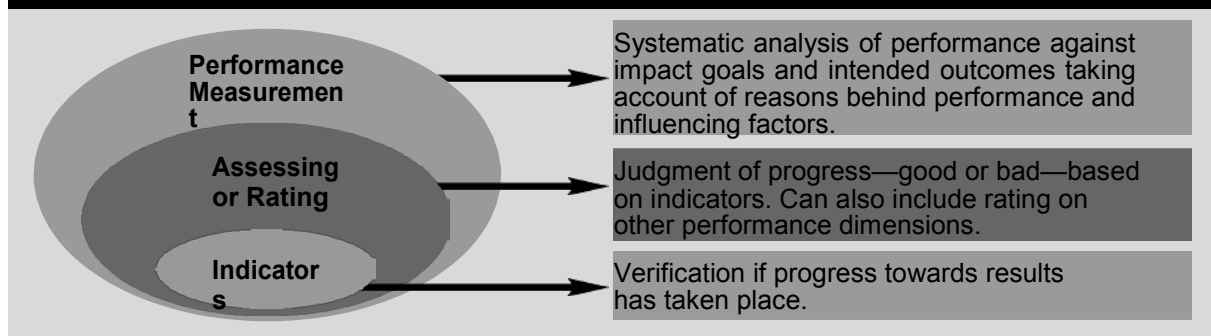 Performance
Measuremen
t
Systematic analysis of performance against
impact goals and intended outcomes taking
account of reasons behind performance and
influencing factors.
Assessing
or Rating
Judgment of progress—good or bad—based
on indicators. Can also include rating on
other performance dimensions.
Indicator
s
Verification if progress towards results
has taken place.